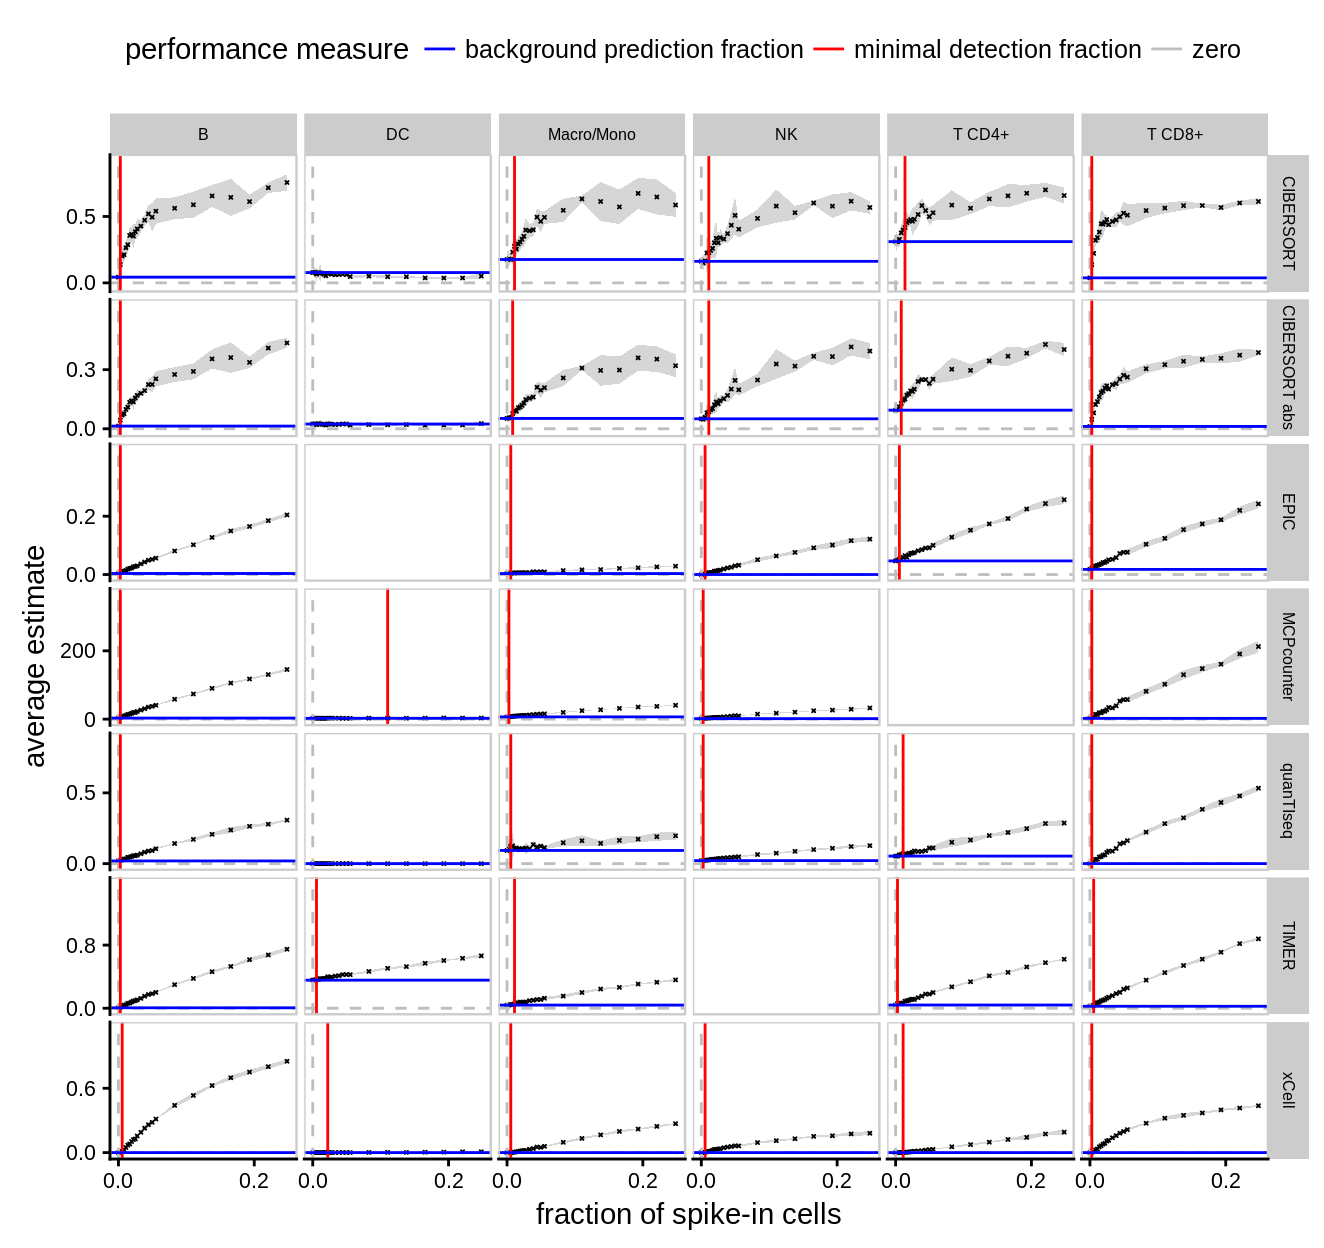 performance measure background prediction fraction minimal detection fraction zero
B DC Macro/Mono NK T CD4+ T CD8+
0.5
0.0
CIBERSORT
0.3
0.0
CIBERSORT abs
0.2
0.0
EPIC
200
0
MCPcounter
0.5
0.0
quanTIseq
0.8
0.0
TIMER
0.6
0.0
xCell
average estimate
0.0 0.2 0.0 0.2 0.0 0.2 0.0 0.2 0.0 0.2 0.0 0.2
fraction of spike-in cells